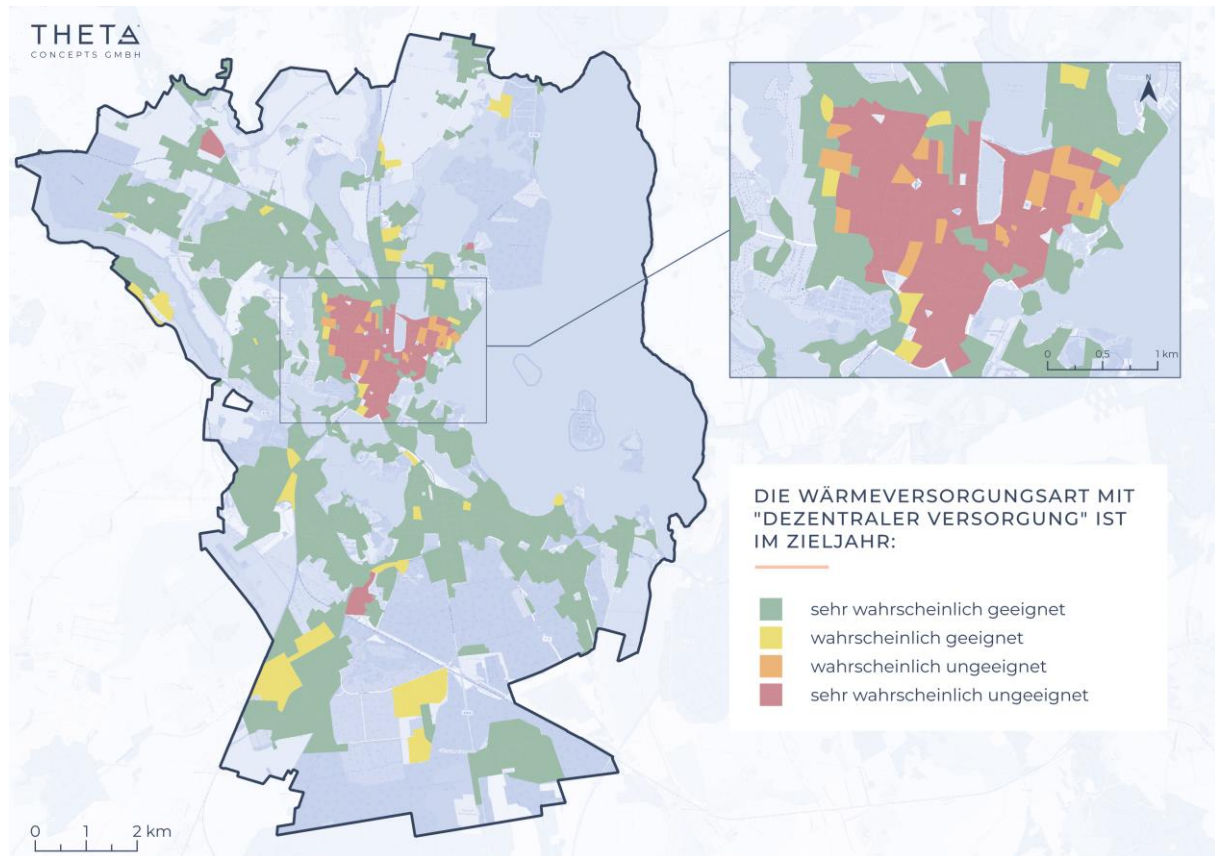 THETA
CONCEPTS GMBH
N
0 0,5 1 km
DIE WÄRMEVERSORGUNGSART MIT
"DEZENTRALER VERSORGUNG" IST
IM ZIELJAHR:
sehr wahrscheinlich geeignet
wahrscheinlich geeignet
wahrscheinlich ungeeignet
sehr wahrscheinlich ungeeignet
0 1 2 km